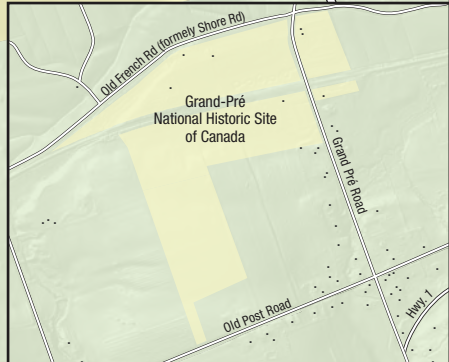 Old French Rd (formely Shore Rd)
Grand-Pré
National Historic Site
of Canada
Grand Pré Road
Old Post Road
Hwy. 1